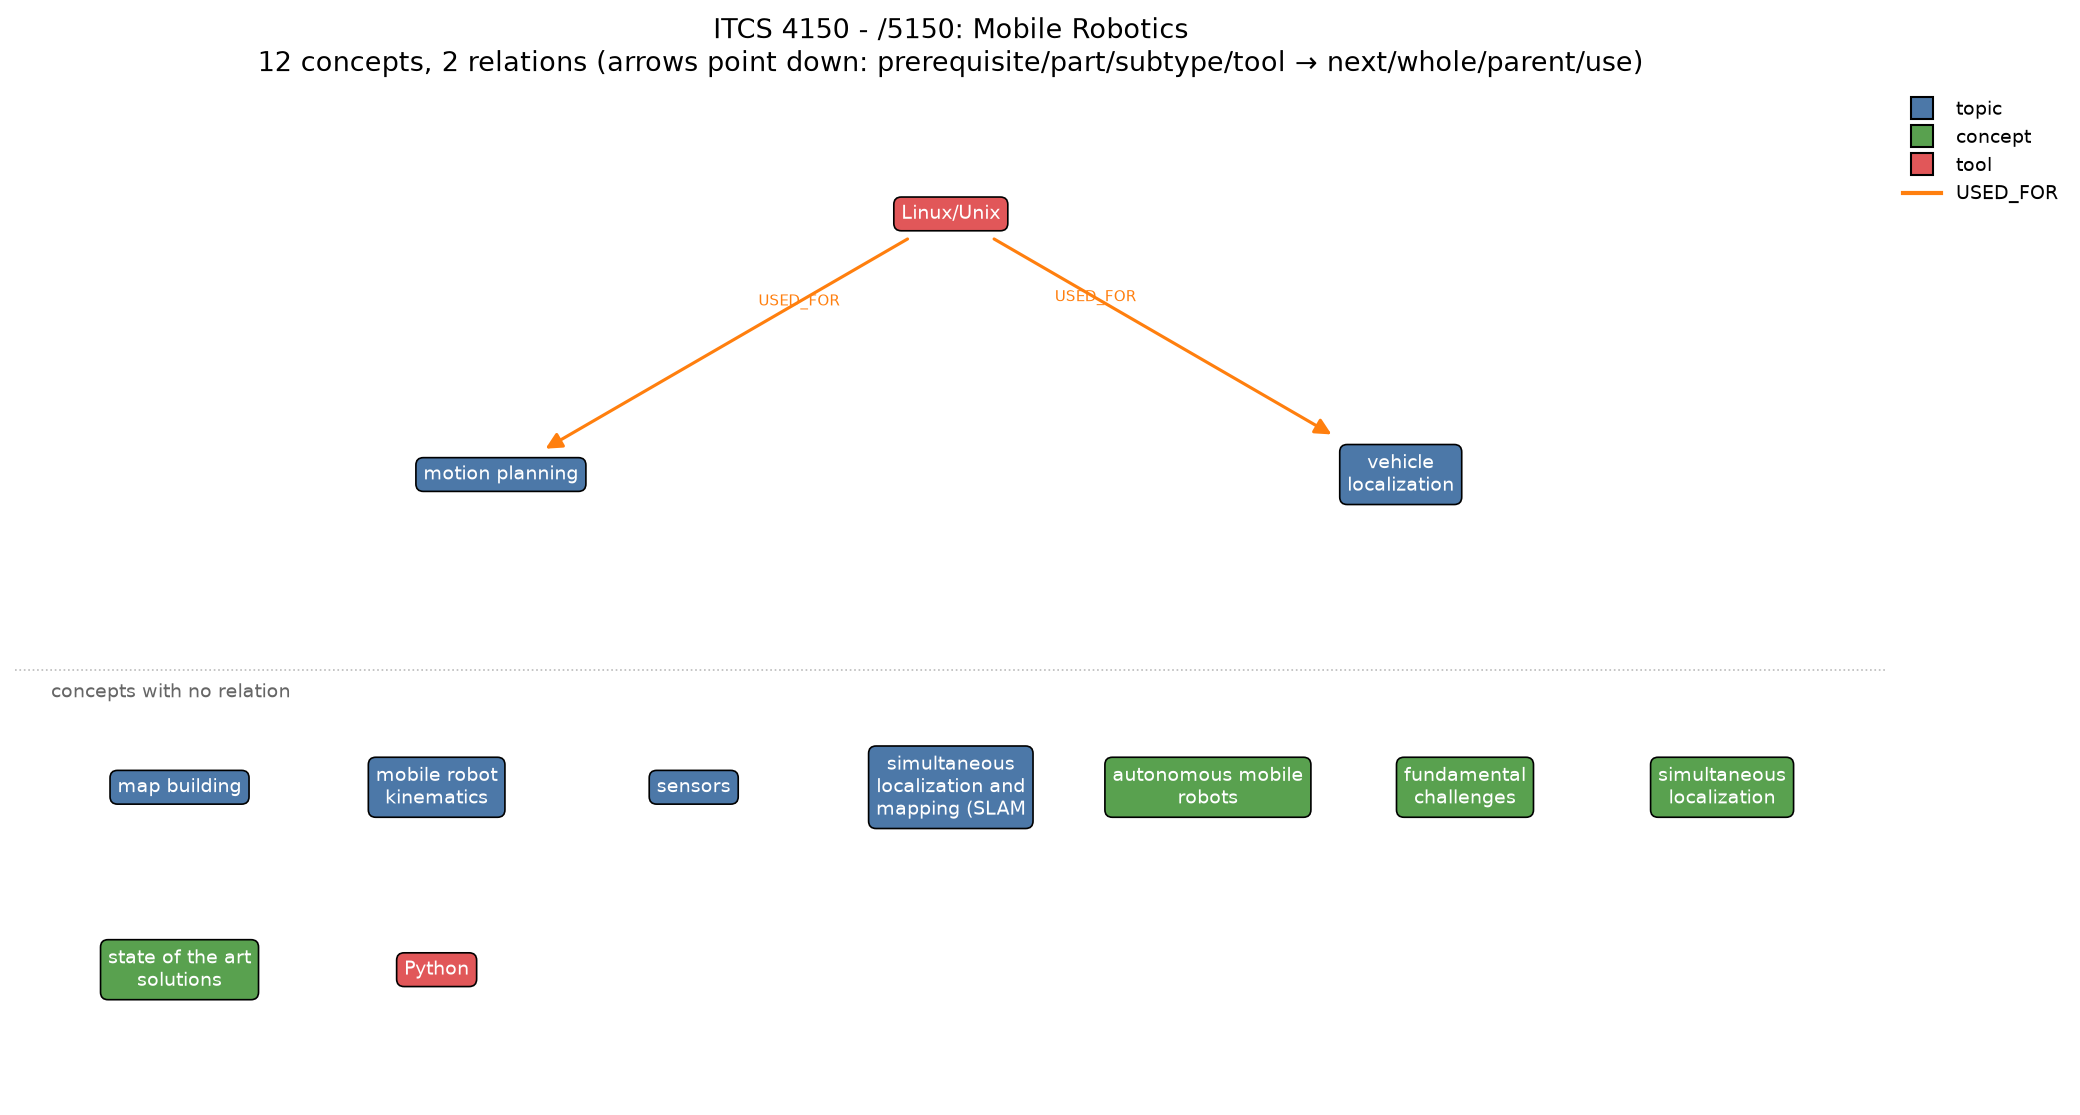 ITCS 4150 - /5150: Mobile Robotics
12 concepts, 2 relations (arrows point down: prerequisite/part/subtype/tool → next/whole/parent/use)
topic
concept
tool
USED_FOR
Linux/Unix
USED_FOR
USED_FOR
motion planning
vehicle
localization
concepts with no relation
map building
mobile robot
kinematics
sensors
simultaneous
localization and
mapping (SLAM
autonomous mobile
robots
fundamental
challenges
simultaneous
localization
state of the art
solutions
Python